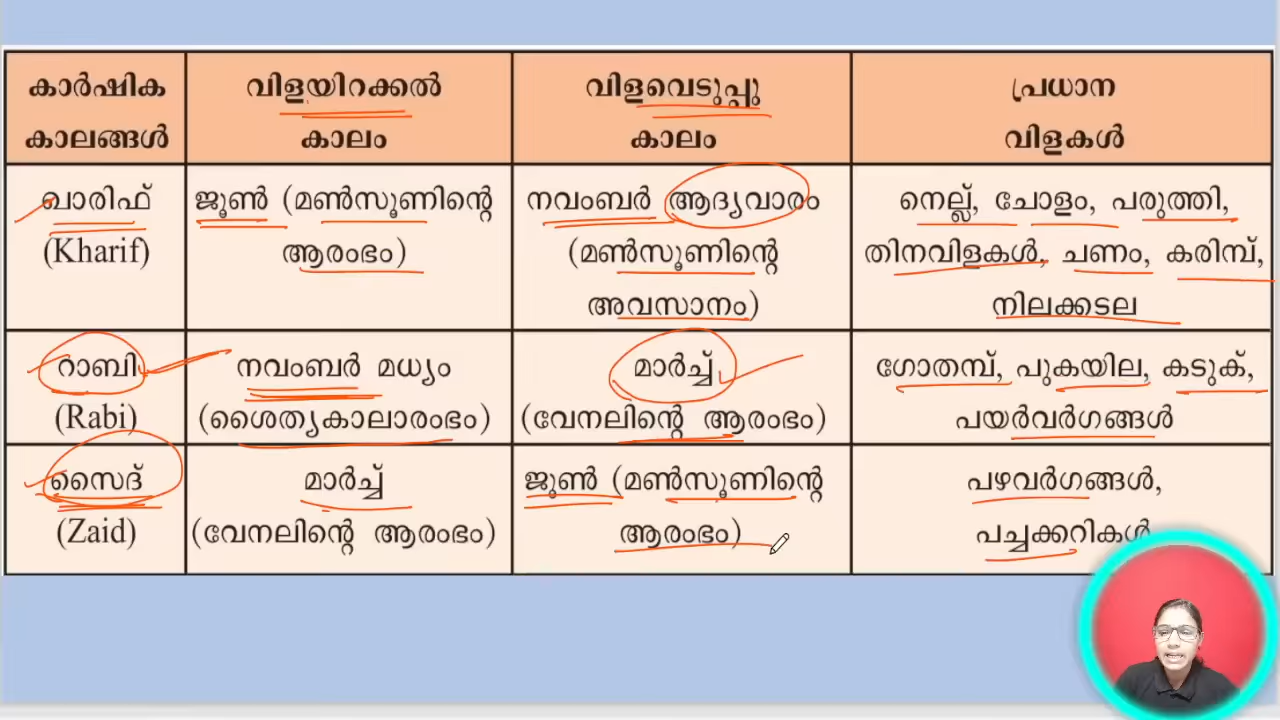 കാർഷിക
കാലങ്ങൾ
വിളയിറക്കൽ
കാലം
വിളവെടുപ്പു
കാലം
പ്രധാന
വിളകൾ
ഖാരിഫ്
(Kharif)
ജൂൺ (മൺസൂണിന്റെ
ആരംഭം)
നവംബർ ആദ്യവാരം
(മൺസൂണിന്റെ
അവസാനം)
നെല്ല്, ചോളം, പരുത്തി,
തിനവിളകൾ, ചണം, കരിമ്പ്,
നിലക്കടല
റാബി
(Rabi)
നവംബർ മധ്യം
(ശൈത്യകാലാരംഭം)
മാർച്ച്
(വേനലിന്റെ ആരംഭം)
ഗോതമ്പ്, പുകയില, കടുക്,
പയർവർഗങ്ങൾ
സൈദ്
(Zaid)
മാർച്ച്
(വേനലിന്റെ ആരംഭം)
ജൂൺ (മൺസൂണിന്റെ
ആരംഭം)
പഴവർഗങ്ങൾ,
പച്ചക്കറികൾ